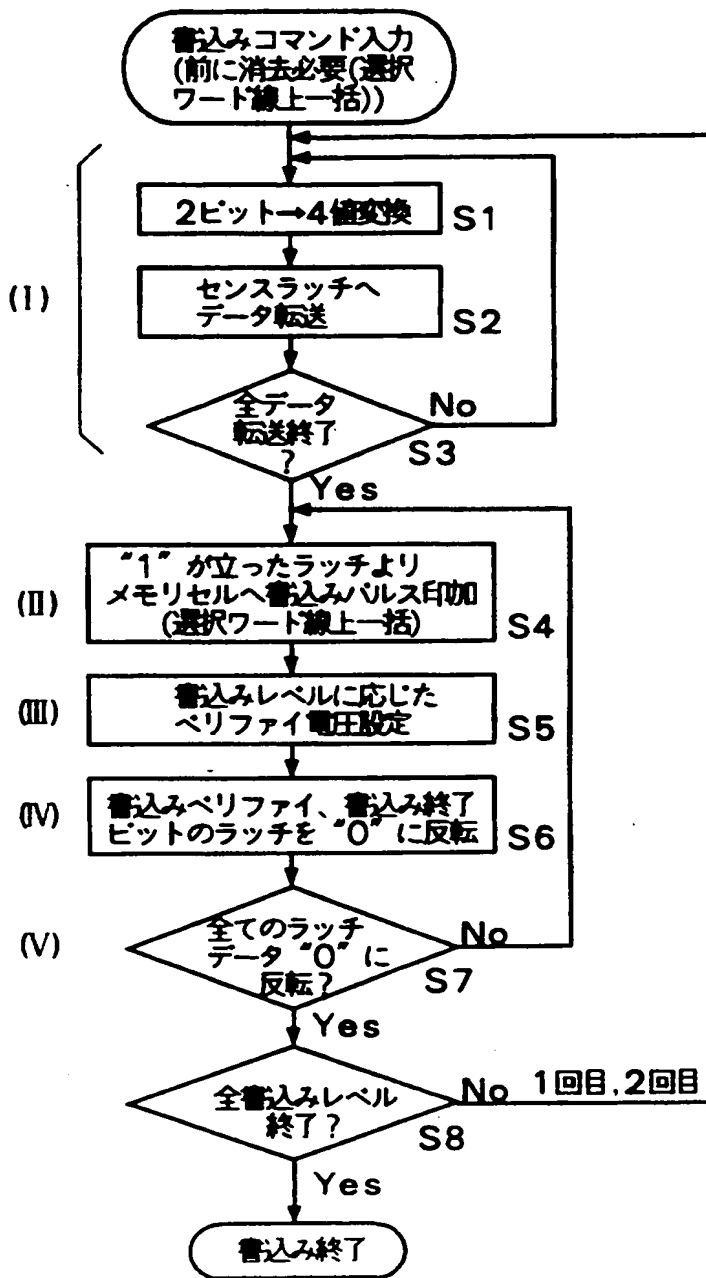 書込みコマンド入力
(前に消去必要(選択
ワード線上一括))
(I)
2ビット→4値変換
S1
センスラッチへ
データ転送
S2
全データ
転送終了
?
No
S3
Yes
(II)
“1”が立ったラッチより
メモリセルへ書込みパルス印加
(選択ワード線上一括)
S4
(III)
書込みレベルに応じた
ベリファイ電圧設定
S5
(IV)
書込みベリファイ、書込み終了
ビットのラッチを“0”に反転
S6
(V)
全てのラッチ
データ“0”に
反転?
No
S7
Yes
全書込みレベル
終了?
No
1回目,2回目
S8
Yes
書込み終了